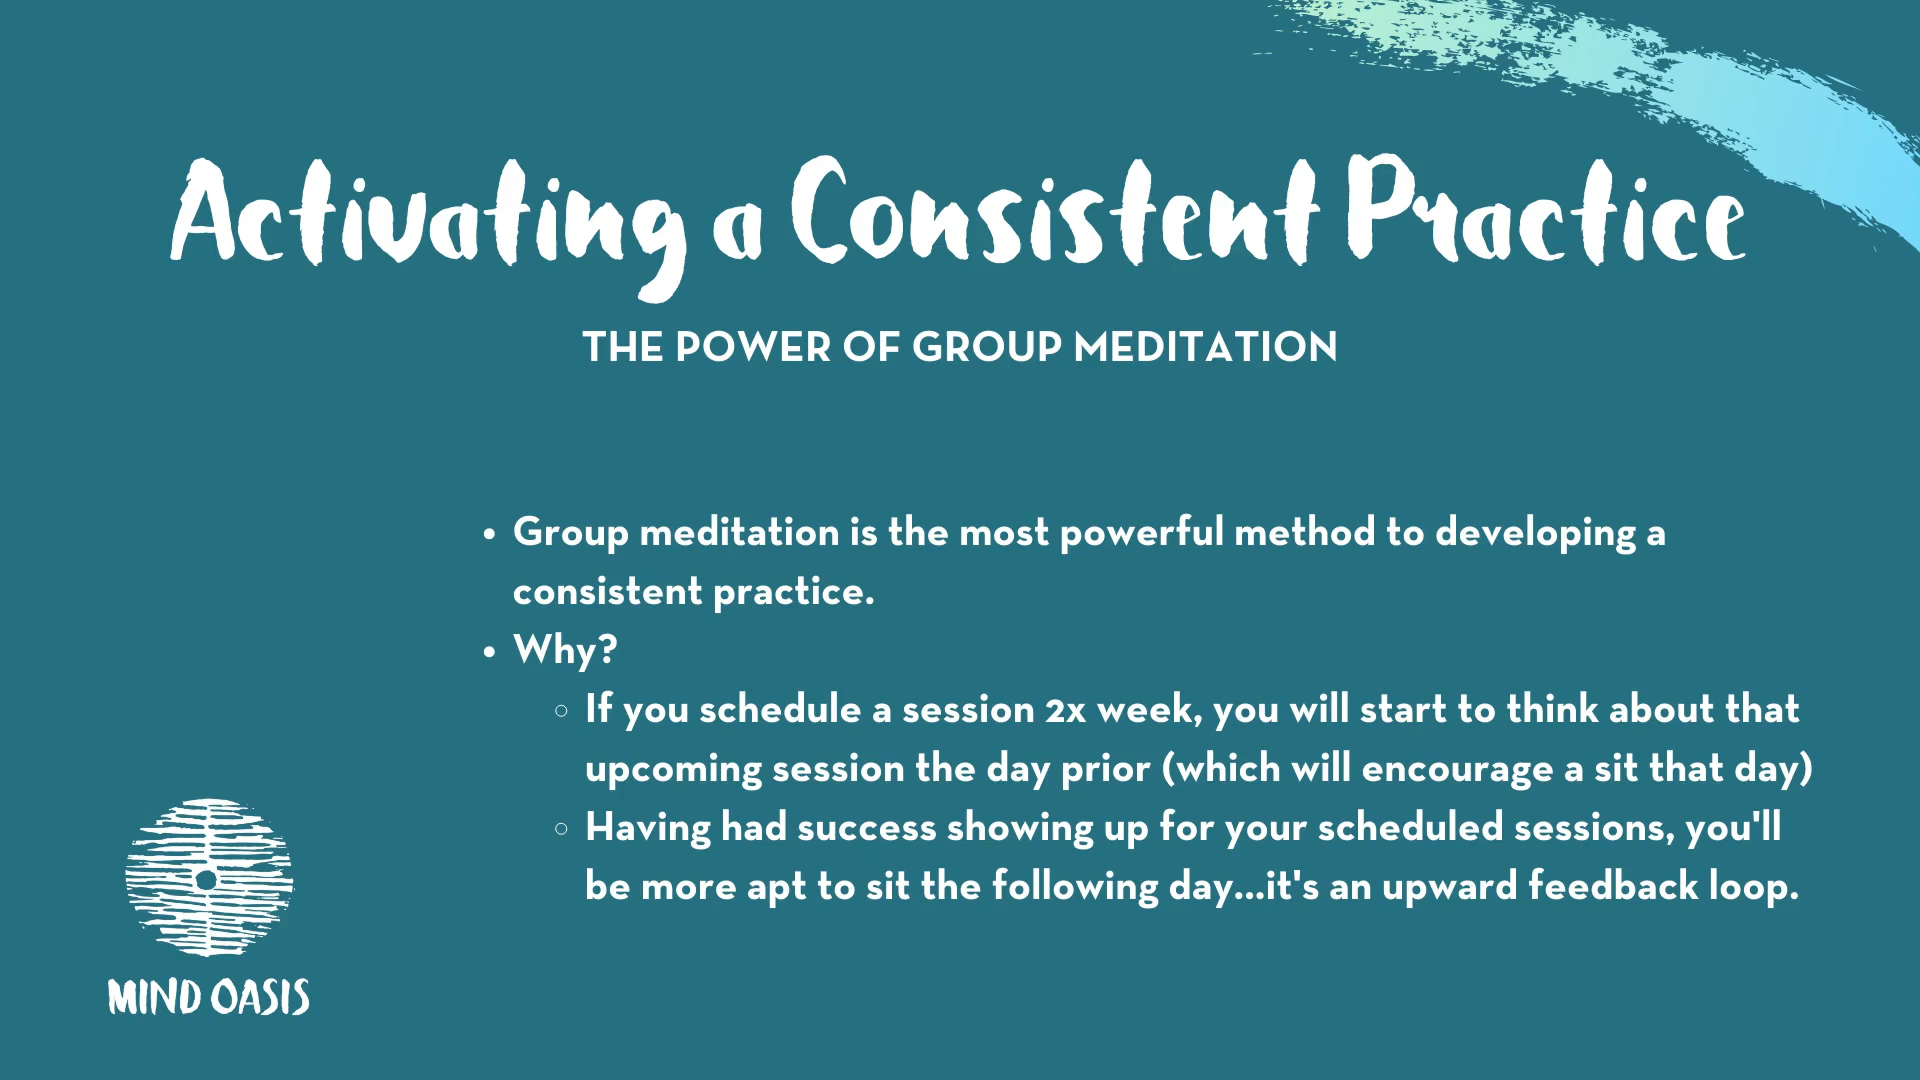 Activating a Consistent Practice
THE POWER OF GROUP MEDITATION
• Group meditation is the most powerful method to developing a
consistent practice.
• Why?
○ If you schedule a session 2x week, you will start to think about that
upcoming session the day prior (which will encourage a sit that day)
○ Having had success showing up for your scheduled sessions, you'll
be more apt to sit the following day...it's an upward feedback loop.
MIND OASIS